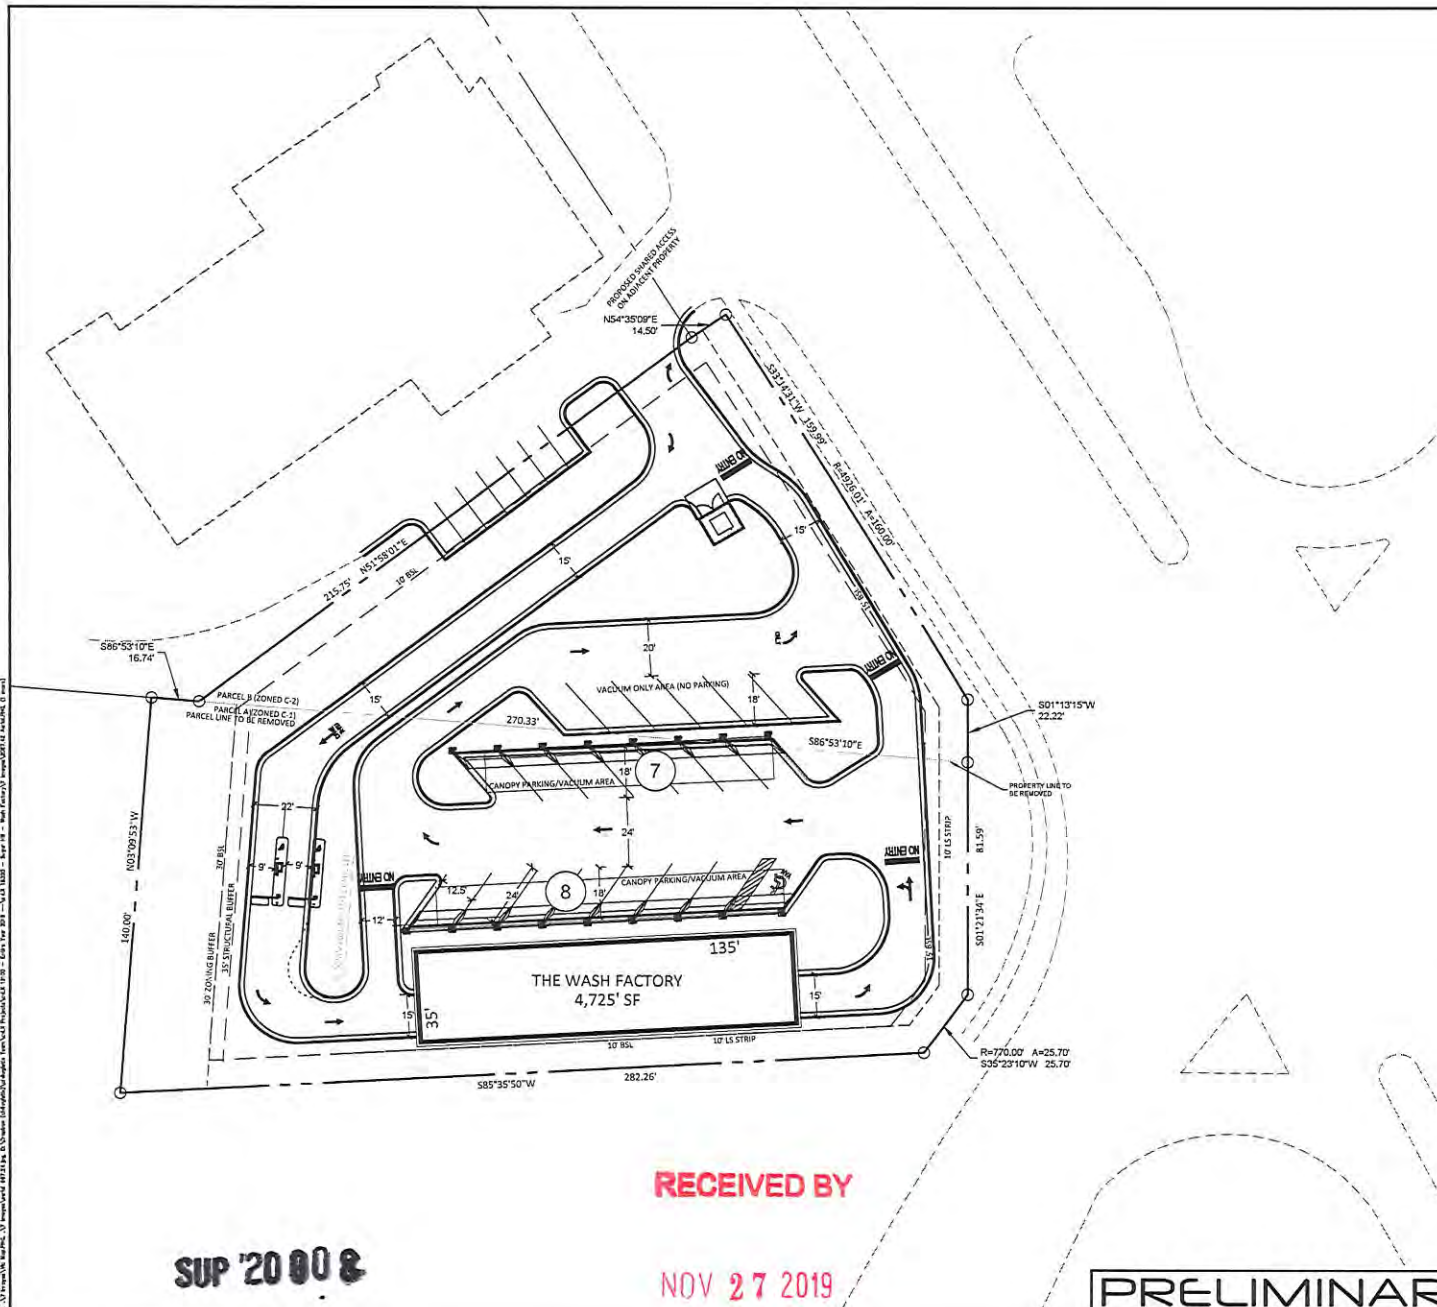 PROPOSED SHARED ACCESS
ON ADJACENT PROPERTY
N54°35'09"E
14.50'
S33°14'31"W 159.99'
R=4926.01' A=160.00'
NO ENTRY
15'
15'
215.75' N51°58'01"E
10' BSL
S86°53'10"E
16.74'
PARCEL B (ZONED C-2)
PARCEL A (ZONED C-1)
PARCEL LINE TO BE REMOVED
15'
20'
NO ENTRY
VACUUM ONLY AREA (NO PARKING)
18'
270.33'
S86°53'10"E
S01°13'15"W
22.22'
PROPERTY LINE TO
BE REMOVED
7
18'
CANOPY PARKING/VACUUM AREA
22'
24'
N03°09'53"W
140.00'
30' BSL
35' STRUCTURAL BUFFER
30' ZONING BUFFER
9'
9'
NO ENTRY
NO ENTRY
10' LS STRIP
81.59'
S01°21'34"E
12.5'
24'
8
18'
CANOPY PARKING/VACUUM AREA
12'
135'
THE WASH FACTORY
4,725' SF
35'
15'
15'
10' BSL
10' LS STRIP
R=770.00' A=25.70'
S35°23'10"W 25.70'
S85°35'50"W
282.26'
RECEIVED BY
NOV 27 2019
SUP '20
PRELIMINAR